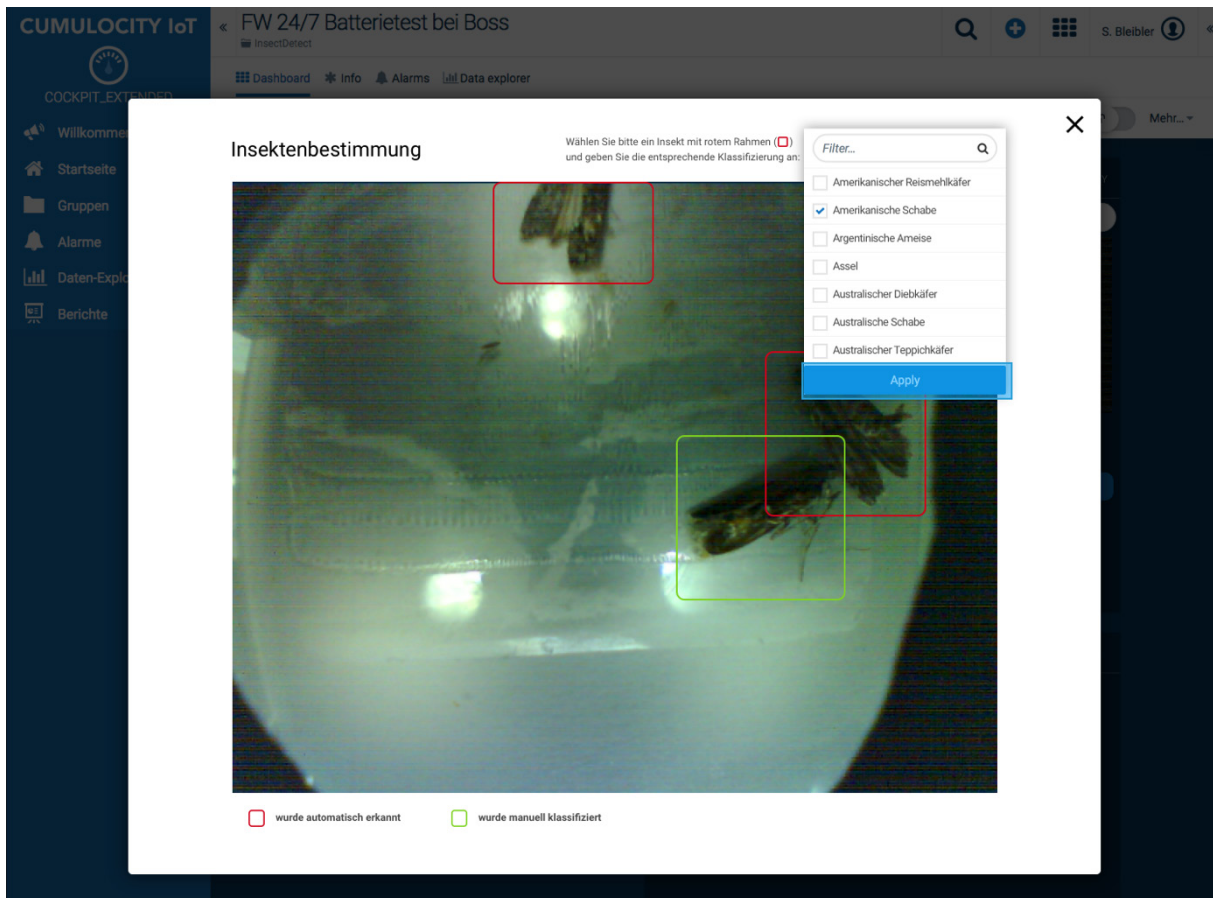 CUMULOCITY IoT
COCKPIT_EXTENDED
Willkommen
Startseite
Gruppen
Alarme
Daten-Explo
Berichte
« FW 24/7 Batterietest bei Boss
InsectDetect
S. Bleibler «
Dashboard Info Alarms Data explorer
Mehr...
Insektenbestimmung
Wählen Sie bitte ein Insekt mit rotem Rahmen ( )
und geben Sie die entsprechende Klassifizierung an:
Filter...
Amerikanischer Reismehlkäfer
Amerikanische Schabe
Argentinische Ameise
Assel
Australischer Diebkäfer
Australische Schabe
Australischer Teppichkäfer
Apply
wurde automatisch erkannt
wurde manuell klassifiziert